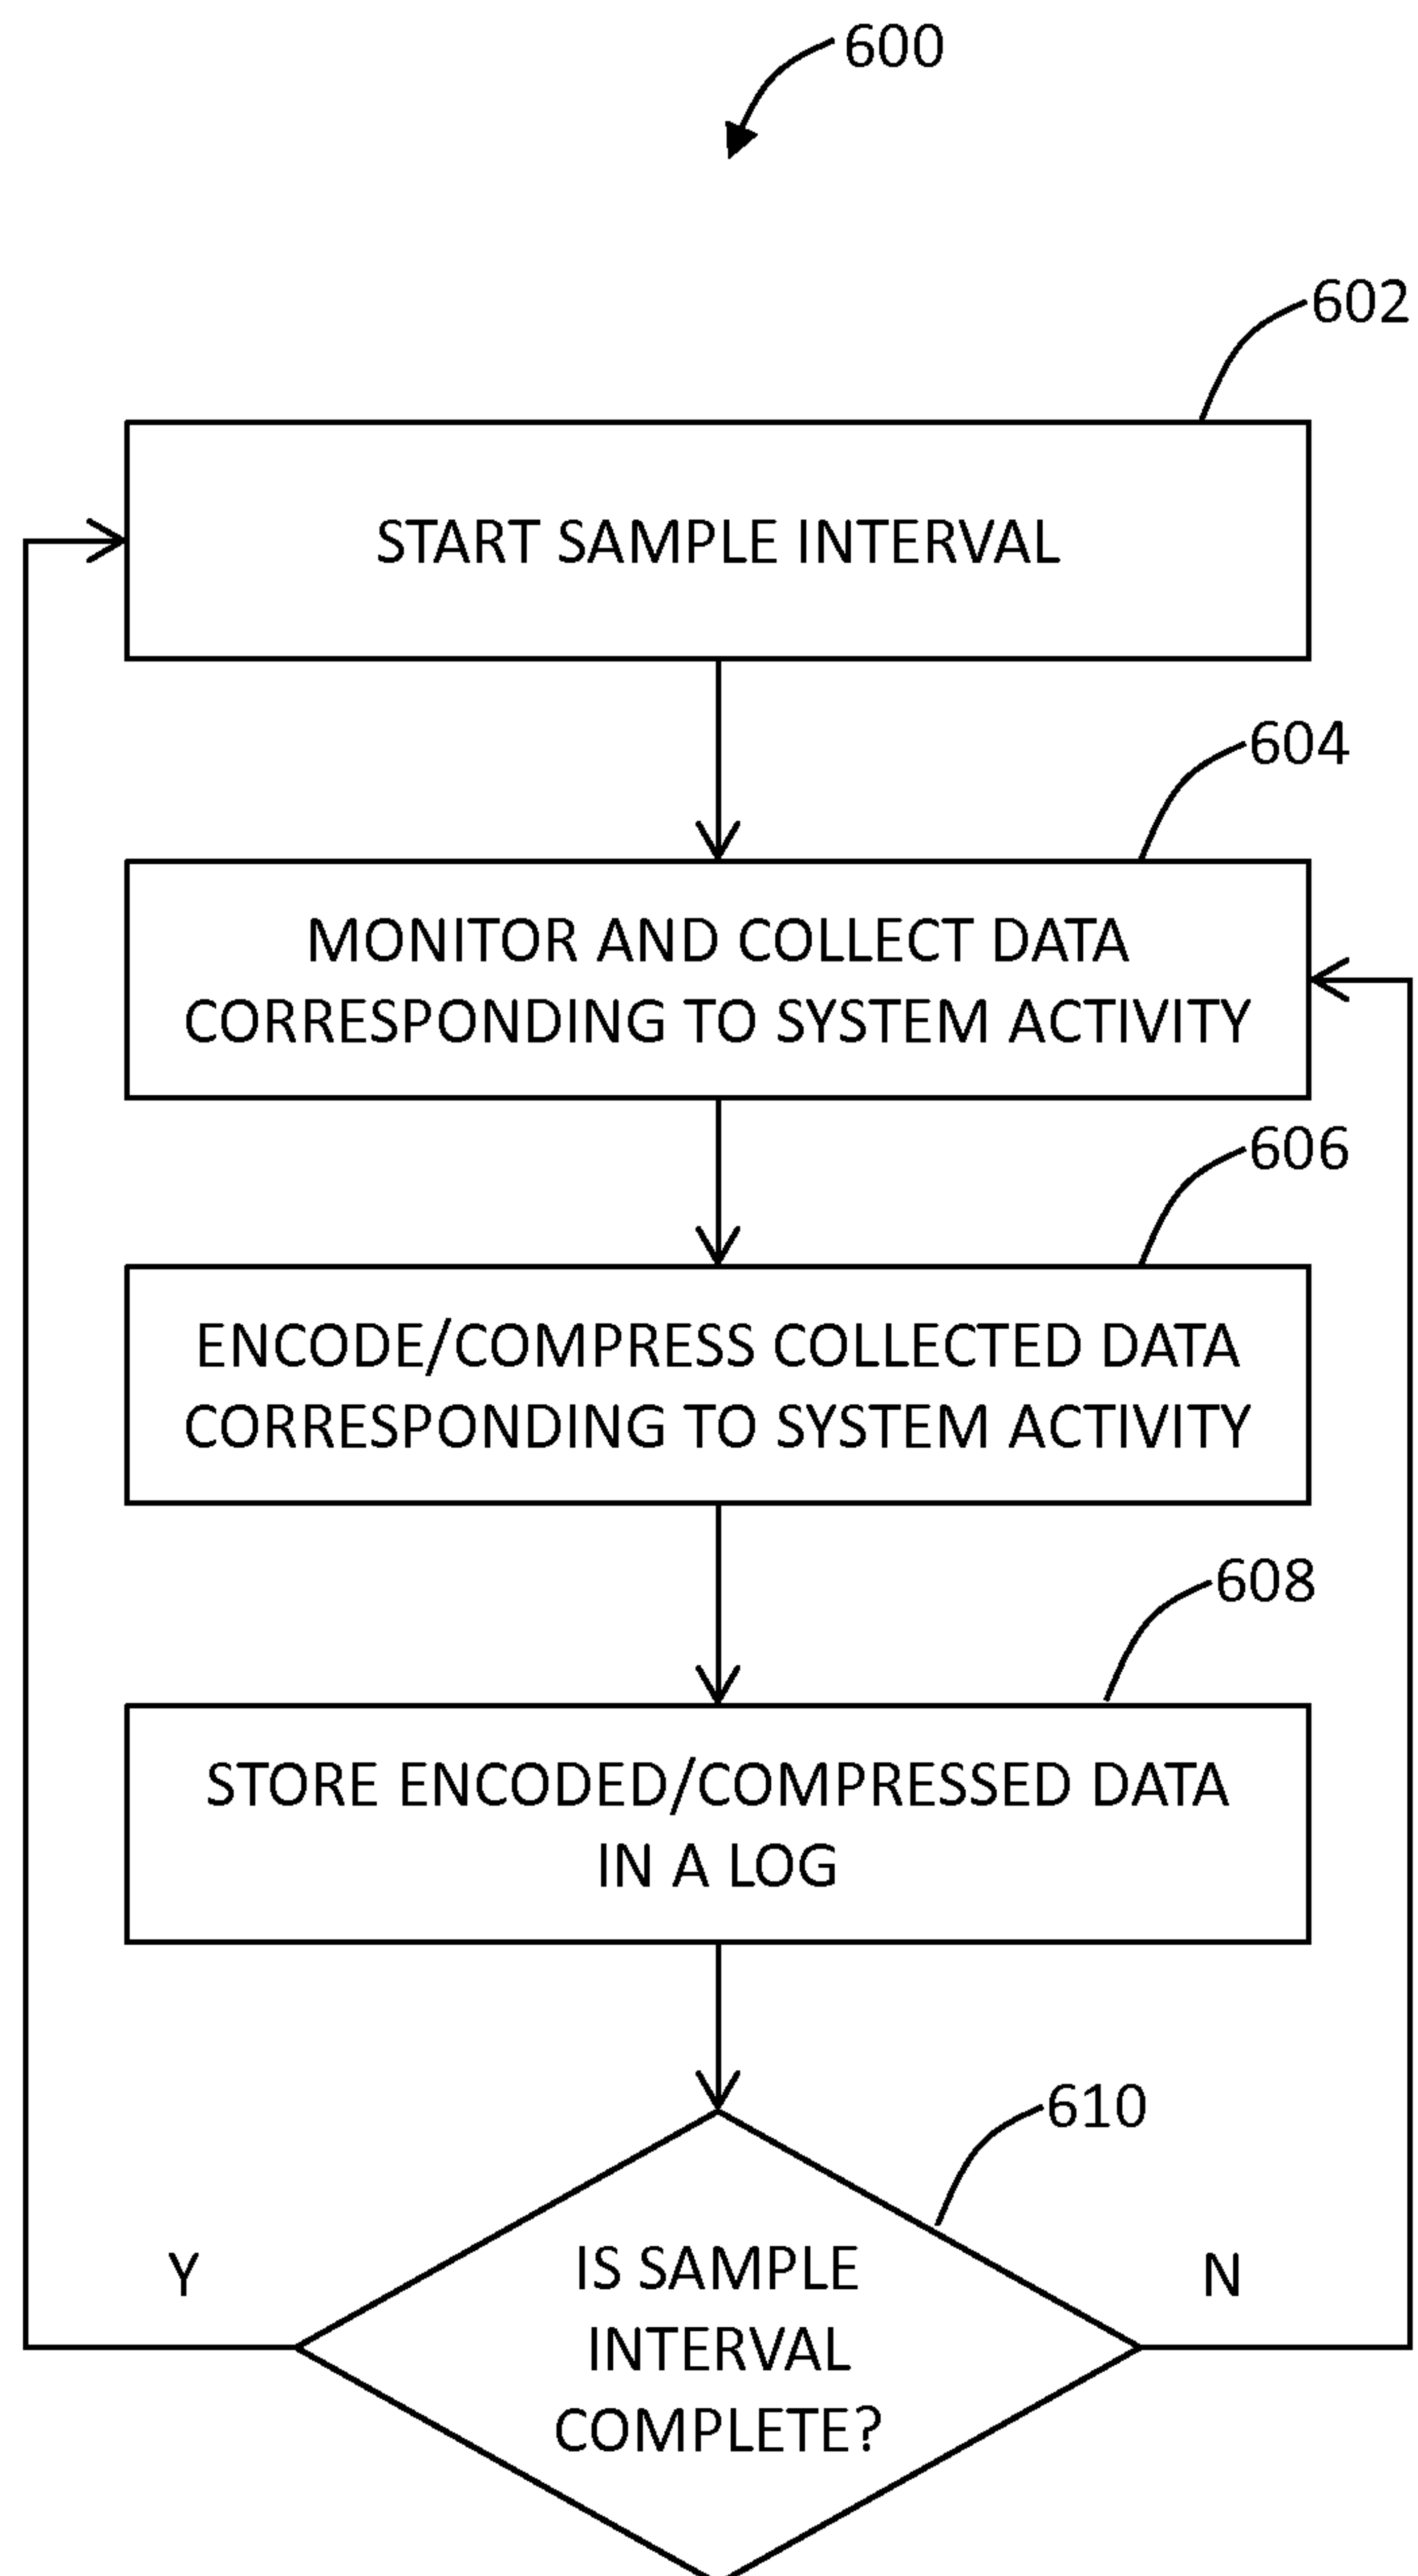 600
602
START SAMPLE INTERVAL
604
MONITOR AND COLLECT DATA
CORRESPONDING TO SYSTEM ACTIVITY
606
ENCODE/COMPRESS COLLECTED DATA
CORRESPONDING TO SYSTEM ACTIVITY
608
STORE ENCODED/COMPRESSED DATA
IN A LOG
610
Y
N
IS SAMPLE
INTERVAL
COMPLETE?